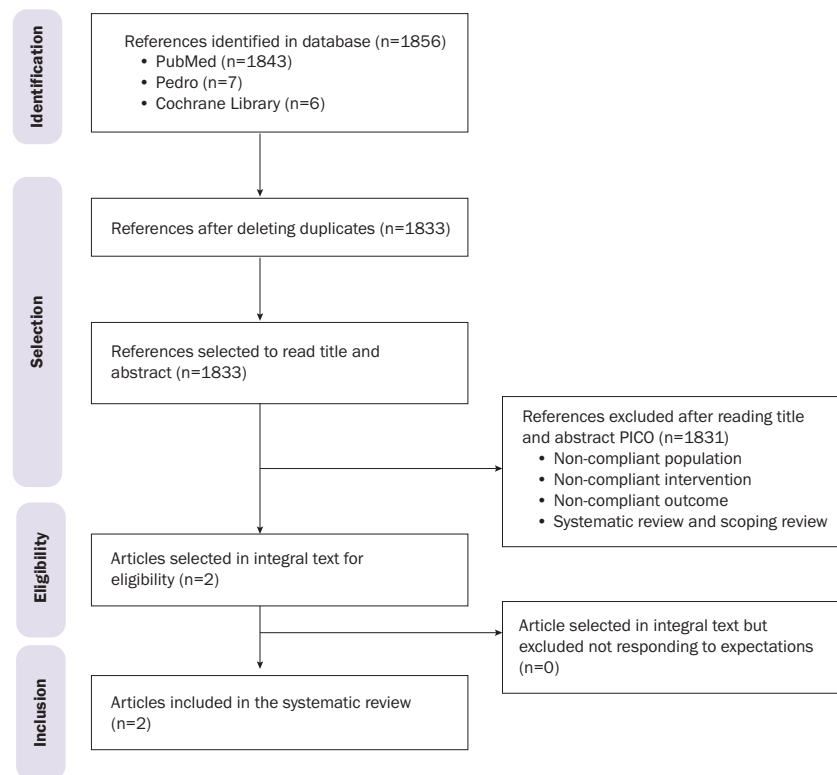 Identification
References identified in database (n=1856)
• PubMed (n=1843)
• Pedro (n=7)
• Cochrane Library (n=6)
Selection
References after deleting duplicates (n=1833)
References selected to read title and
abstract (n=1833)
References excluded after reading title
and abstract PICO (n=1831)
• Non-compliant population
• Non-compliant intervention
• Non-compliant outcome
• Systematic review and scoping review
Eligibility
Articles selected in integral text for
eligibility (n=2)
Article selected in integral text but
excluded not responding to expectations
(n=0)
Inclusion
Articles included in the systematic review
(n=2)